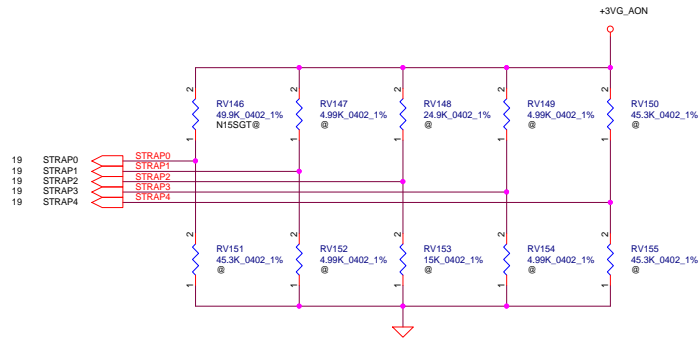 +3VG_AON
2
RV146
49.9K_0402_1%
N15SGT@
1
2
RV147
4.99K_0402_1%
@
1
2
RV148
24.9K_0402_1%
@
1
2
RV149
4.99K_0402_1%
@
1
2
RV150
45.3K_0402_1%
@
1
19 STRAP0 STRAP0
19 STRAP1 STRAP1
19 STRAP2 STRAP2
19 STRAP3 STRAP3
19 STRAP4 STRAP4
2
RV151
45.3K_0402_1%
@
1
2
RV152
4.99K_0402_1%
@
1
2
RV153
15K_0402_1%
@
1
2
RV154
4.99K_0402_1%
@
1
2
RV155
45.3K_0402_1%
@
1